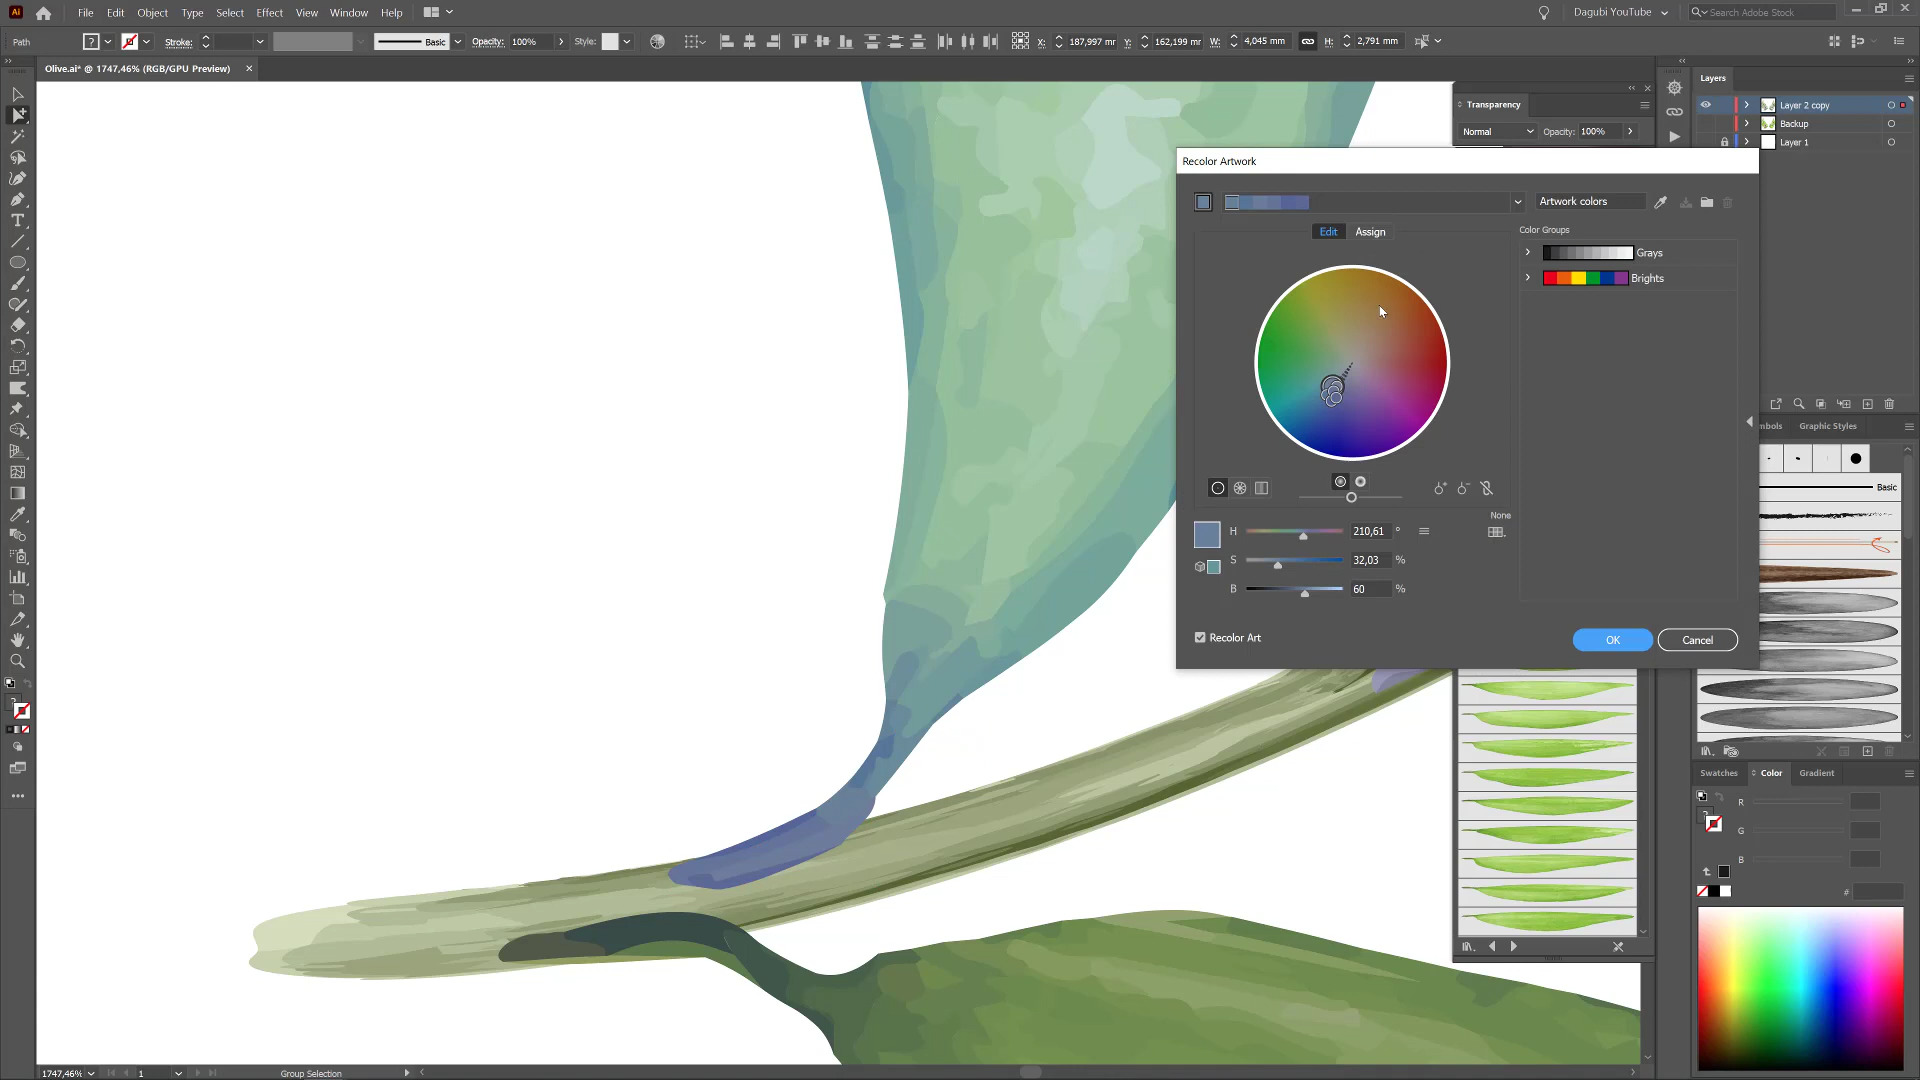 Ai File Edit Object Type Select Effect View Window Help Dagubi YouTube Search Adobe Stock
Path ? Stroke: Basic Opacity: 100% Style: X: 187,997 mr Y: 162,199 mr W: 4,045 mm H: 2,791 mm
Olive.ai* @ 1747,46% (RGB/GPU Preview) ×
Layers
Transparency
Layer 2 copy
Normal Opacity: 100%
Backup
Layer 1
Recolor Artwork
Artwork colors
Edit Assign
Color Groups
Grays
Brights
mbols Graphic Styles
Basic
None
H 210,61 °
S 32,03 %
B 60 %
Recolor Art
OK Cancel
Swatches Color Gradient
R
G
B
#
1747,46% 1 Group Selection